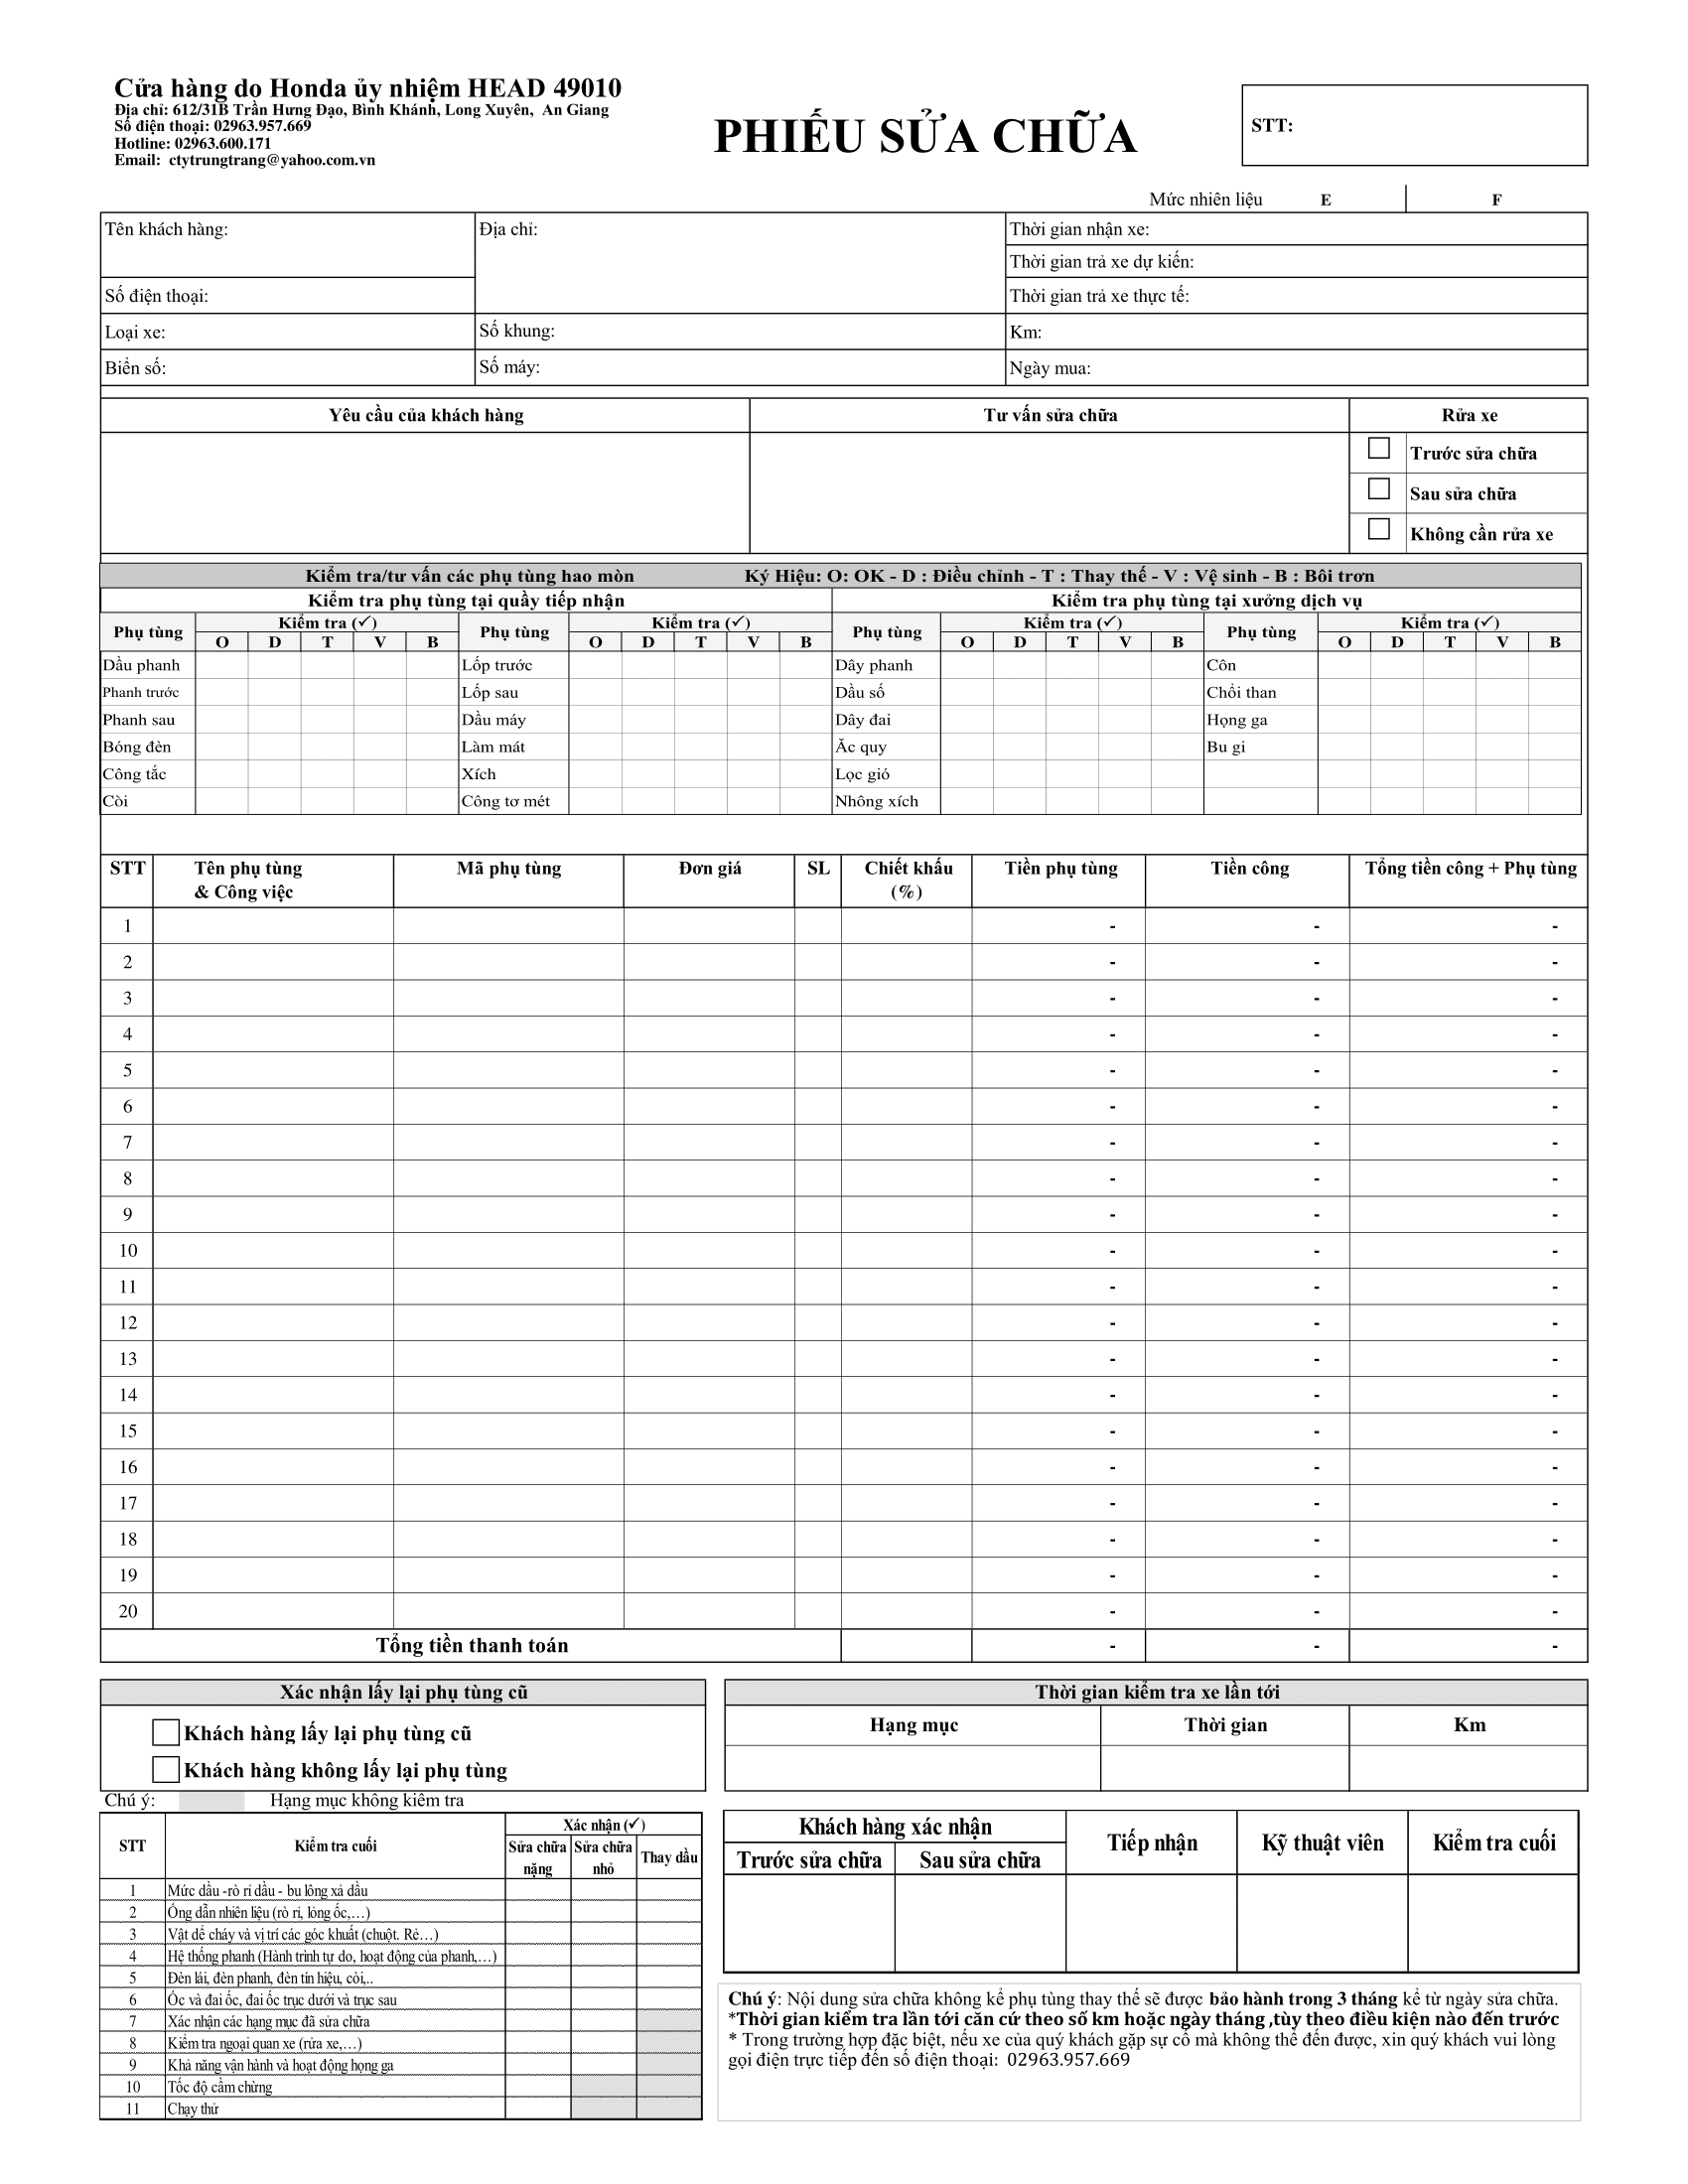 Cửa hàng do Honda ủy nhiệm HEAD 49010
Địa chỉ: 612/31B Trần Hưng Đạo, Bình Khánh, Long Xuyên, An Giang
Số điện thoại: 02963.957.669
Hotline: 02963.600.171
Email: ctytrungtrang@yahoo.com.vn
PHIẾU SỬA CHỮA
STT:
Mức nhiên liệu E F
Tên khách hàng: Địa chỉ: Thời gian nhận xe:
Thời gian trả xe dự kiến:
Số điện thoại: Thời gian trả xe thực tế:
Loại xe: Số khung: Km:
Biển số: Số máy: Ngày mua:
Yêu cầu của khách hàng Tư vấn sửa chữa Rửa xe
Trước sửa chữa
Sau sửa chữa
Không cần rửa xe
Kiểm tra/tư vấn các phụ tùng hao mòn Ký Hiệu: O: OK - D : Điều chỉnh - T : Thay thế - V : Vệ sinh - B : Bôi trơn
Kiểm tra phụ tùng tại quầy tiếp nhận Kiểm tra phụ tùng tại xưởng dịch vụ
Phụ tùng Kiểm tra (✓) Phụ tùng Kiểm tra (✓) Phụ tùng Kiểm tra (✓) Phụ tùng Kiểm tra (✓)
O D T V B O D T V B O D T V B O D T V B
Dầu phanh Lốp trước Dây phanh Côn
Phanh trước Lốp sau Dầu số Chổi than
Phanh sau Dầu máy Dây đai Họng ga
Bóng đèn Làm mát Ắc quy Bu gi
Công tắc Xích Lọc gió
Còi Công tơ mét Nhông xích
STT Tên phụ tùng Mã phụ tùng Đơn giá SL Chiết khấu Tiền phụ tùng Tiền công Tổng tiền công + Phụ tùng
& Công việc (%)
1 - - -
2 - - -
3 - - -
4 - - -
5 - - -
6 - - -
7 - - -
8 - - -
9 - - -
10 - - -
11 - - -
12 - - -
13 - - -
14 - - -
15 - - -
16 - - -
17 - - -
18 - - -
19 - - -
20 - - -
Tổng tiền thanh toán - - -
Xác nhận lấy lại phụ tùng cũ
Khách hàng lấy lại phụ tùng cũ
Khách hàng không lấy lại phụ tùng
Thời gian kiểm tra xe lần tới
Hạng mục Thời gian Km
Chú ý: Hạng mục không kiêm tra
STT Kiểm tra cuối Xác nhận (✓)
Sửa chữa nặng Sửa chữa nhỏ Thay dầu
1 Mức dầu -rò rỉ dầu - bu lông xả dầu
2 Ống dẫn nhiên liệu (rò rỉ, lỏng ốc,…)
3 Vật dể cháy và vị trí các góc khuất (chuột. Rẻ…)
4 Hệ thống phanh (Hành trình tự do, hoạt động của phanh,…)
5 Đèn lái, đèn phanh, đèn tín hiệu, còi,..
6 Ốc và đai ốc, đai ốc trục dưới và trục sau
7 Xác nhận các hạng mục đã sửa chữa
8 Kiểm tra ngoại quan xe (rửa xe,…)
9 Khả năng vận hành và hoạt động họng ga
10 Tốc độ cầm chừng
11 Chạy thử
Khách hàng xác nhận Tiếp nhận Kỹ thuật viên Kiểm tra cuối
Trước sửa chữa Sau sửa chữa
Chú ý: Nội dung sửa chữa không kể phụ tùng thay thế sẽ được bảo hành trong 3 tháng kể từ ngày sửa chữa.
*Thời gian kiểm tra lần tới căn cứ theo số km hoặc ngày tháng ,tùy theo điều kiện nào đến trước
* Trong trường hợp đặc biệt, nếu xe của quý khách gặp sự cố mà không thể đến được, xin quý khách vui lòng
gọi điện trực tiếp đến số điện thoại: 02963.957.669